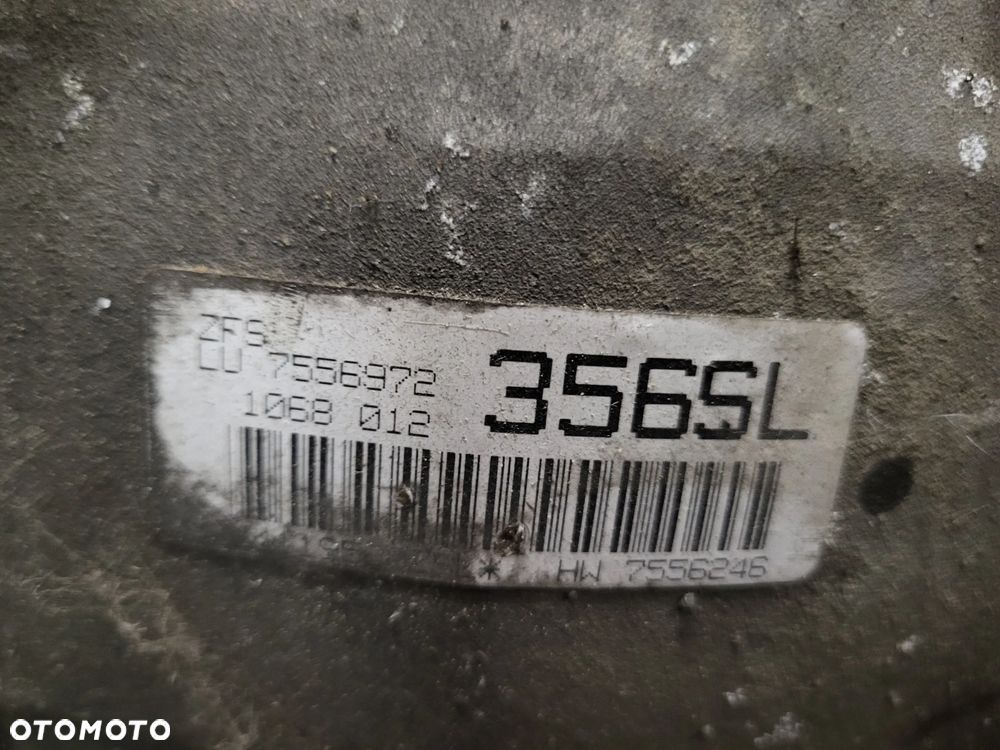 ZFS
LU 7556972
356SL
1068 012
* HW 7556246
OTOMOTO